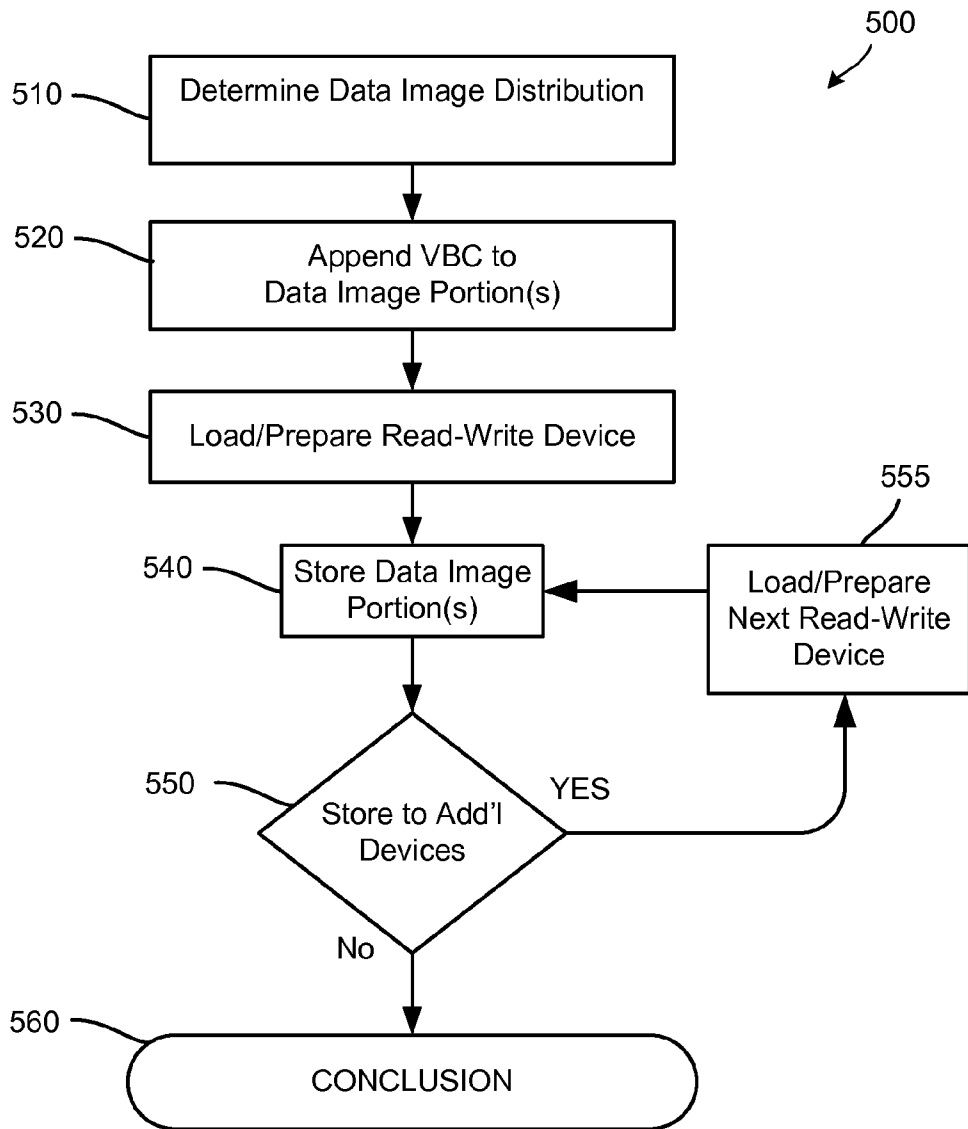 500
510
Determine Data Image Distribution
520
Append VBC to
Data Image Portion(s)
530
Load/Prepare Read-Write Device
555
540
Store Data Image
Portion(s)
Load/Prepare
Next Read-Write
Device
550
YES
Store to Add'l
Devices
No
560
CONCLUSION